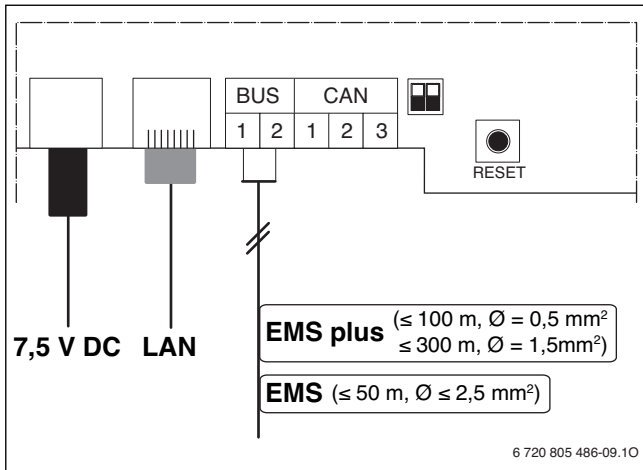 BUS CAN
1 2 1 2 3
RESET
7,5 V DC LAN
EMS plus (≤ 100 m, Ø = 0,5 mm²
≤ 300 m, Ø = 1,5mm²)
EMS (≤ 50 m, Ø ≤ 2,5 mm²)
6 720 805 486-09.1O